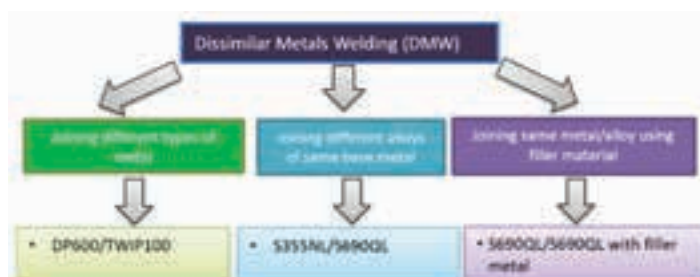 Dissimilar Metals Welding (DMW)
Joining different types of
metal
Joining different alloys
of same base metal
Joining same metal/alloy using
filler material
• DP600/TWIP100
• S355NL/S690QL
• S690QL/S690QL with filler
metal